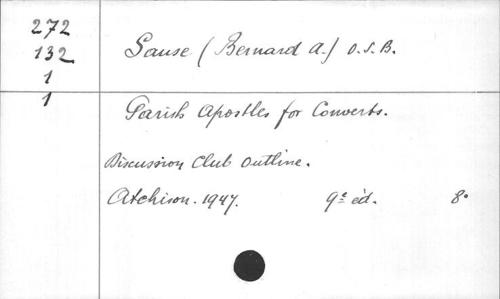 272
132
1
1
Sause (Bernard A.) O.S.B.
Parish Apostles for Converts.
Discussion Club Outline.
Atchison. 1947. 9e éd. 8°